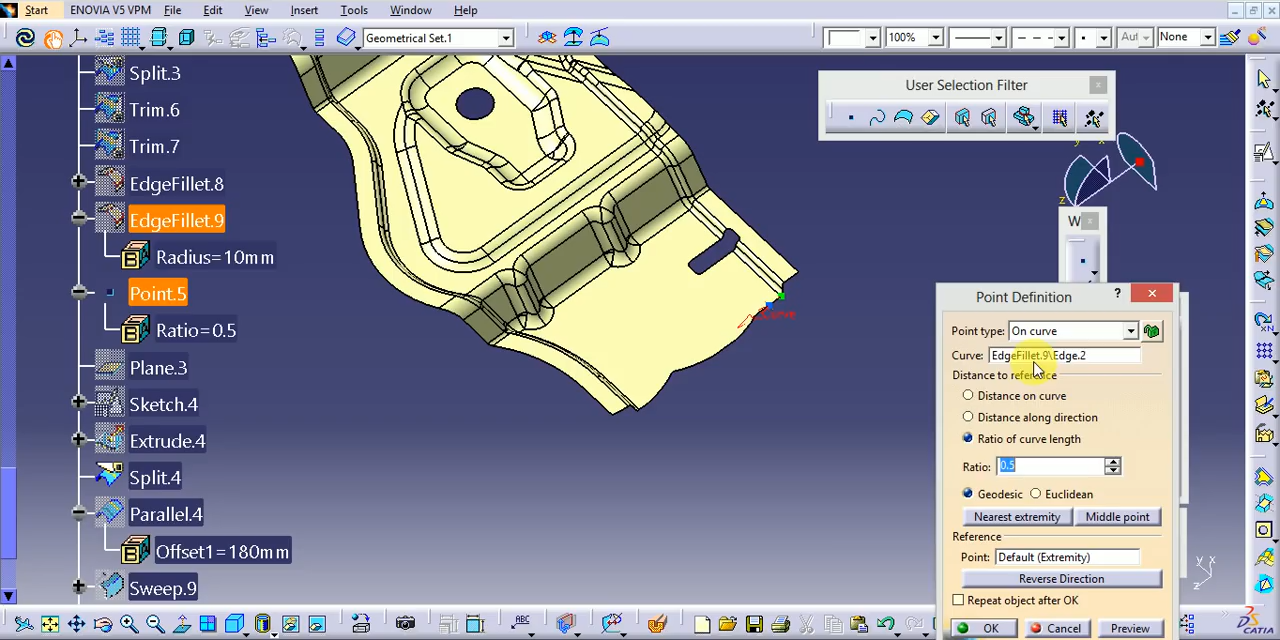 Start ENOVIA V5 VPM File Edit View Insert Tools Window Help
Geometrical Set.1 100% Aut None
User Selection Filter
Split.3
Trim.6
Trim.7
EdgeFillet.8
EdgeFillet.9
Radius=10mm
Point.5
Ratio=0.5
Plane.3
Sketch.4
Extrude.4
Split.4
Parallel.4
Offset1=180mm
Sweep.9
Curve
y x
z
W
Point Definition ?
Point type: On curve
Curve: EdgeFillet.9\Edge.2
Distance to reference
Distance on curve
Distance along direction
Ratio of curve length
Ratio: 0.5
Geodesic Euclidean
Nearest extremity Middle point
Reference
Point: Default (Extremity)
Reverse Direction
Repeat object after OK
OK Cancel Preview
y x
z
ABC
CATIA